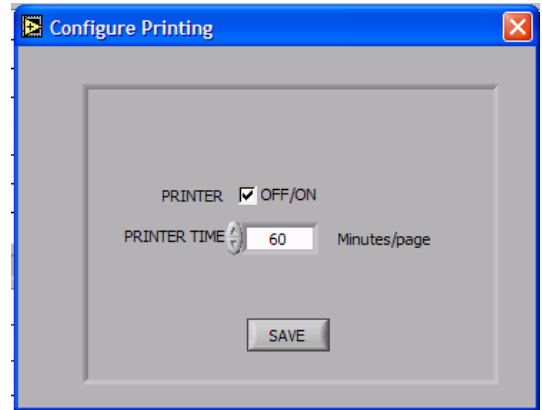 Configure Printing
PRINTER OFF/ON
PRINTER TIME 60 Minutes/page
SAVE